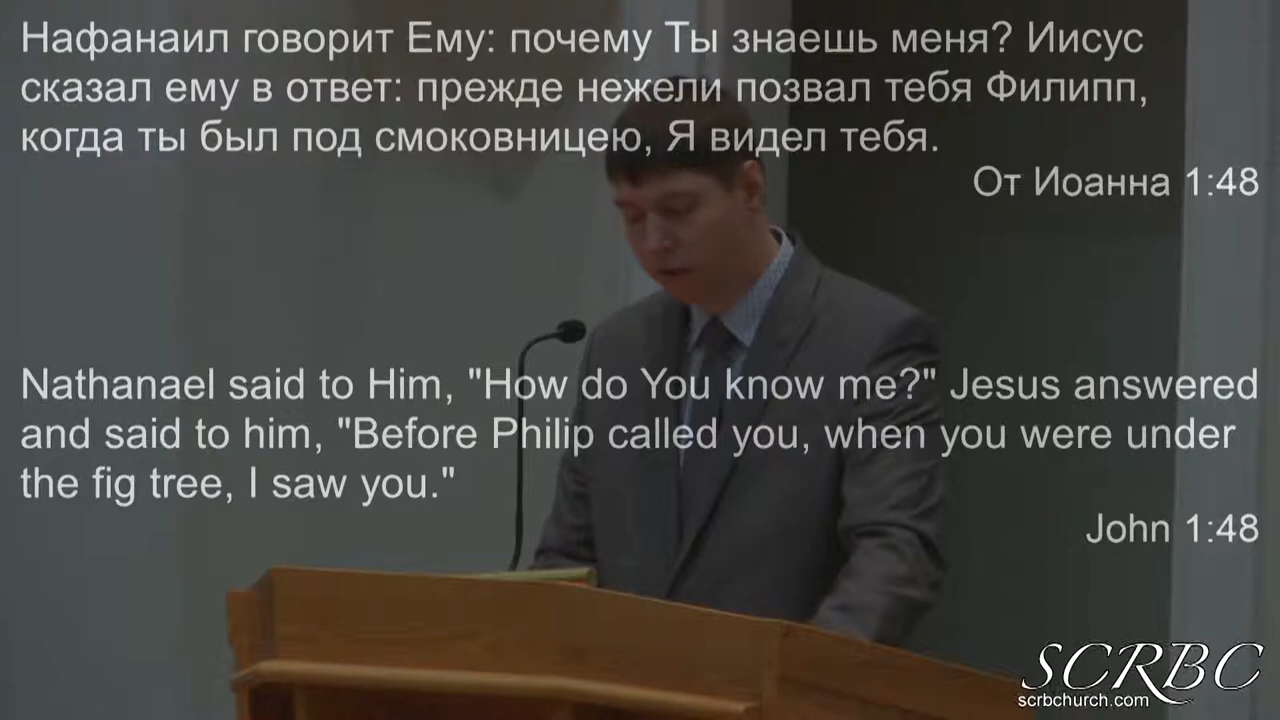 Нафанаил говорит Ему: почему Ты знаешь меня? Иисус
сказал ему в ответ: прежде нежели позвал тебя Филипп,
когда ты был под смоковницею, Я видел тебя.
От Иоанна 1:48
Nathanael said to Him, "How do You know me?" Jesus answered
and said to him, "Before Philip called you, when you were under
the fig tree, I saw you."
John 1:48
SCRBC
scrbchurch.com